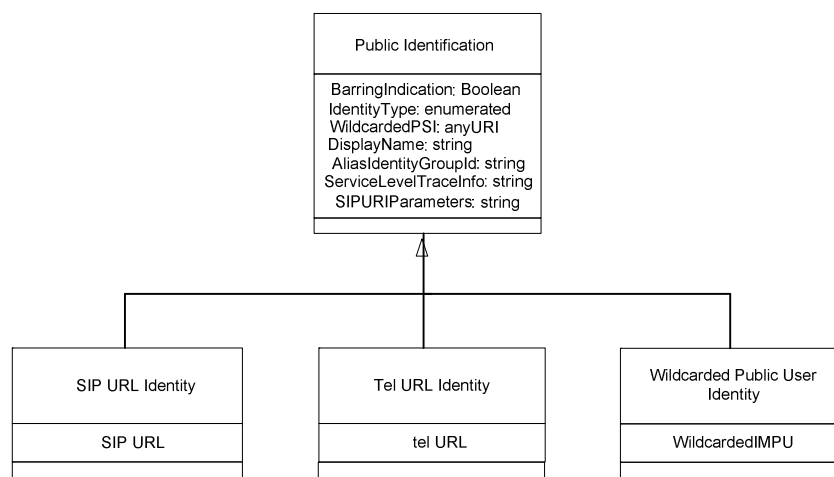 Public Identification
BarringIndication: Boolean
IdentityType: enumerated
WildcardedPSI: anyURI
DisplayName: string
AliasIdentityGroupId: string
ServiceLevelTraceInfo: string
SIPURIParameters: string
SIP URL Identity
SIP URL
Tel URL Identity
tel URL
Wildcarded Public User
Identity
WildcardedIMPU